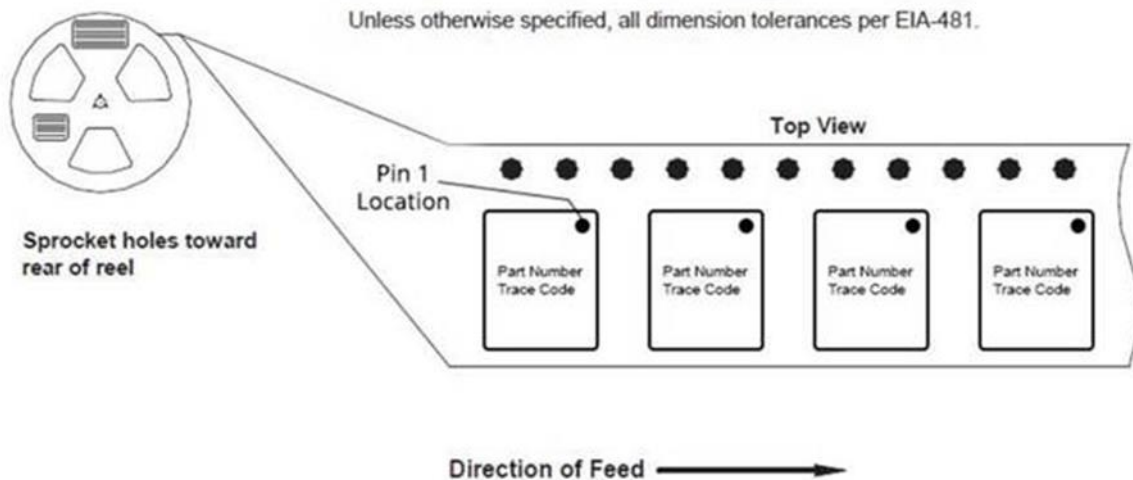 Unless otherwise specified, all dimension tolerances per EIA-481.
Top View
Pin 1
Location
Sprocket holes toward
rear of reel
Part Number
Trace Code
Part Number
Trace Code
Part Number
Trace Code
Part Number
Trace Code
Direction of Feed